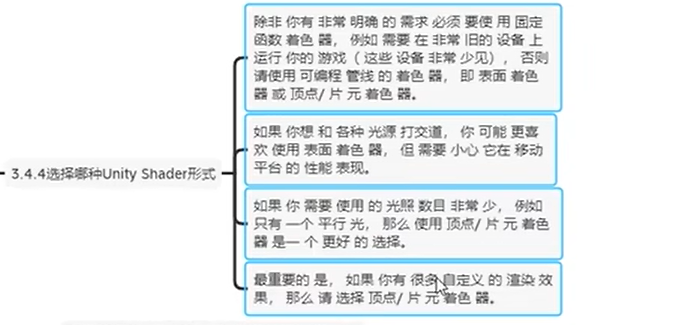 3.4.4选择哪种Unity Shader形式
除非 你有 非常 明确 的 需求 必须 要使 用 固定
函数 着色 器， 例如 需要 在 非常 旧的 设备 上
运行 你的 游戏（ 这些 设备 非常 少见）， 否则
请使用 可编程 管线 的 着色 器， 即 表面 着色
器 或 顶点/ 片 元 着色 器。
如果 你想 和 各种 光源 打交道， 你 可能 更喜
欢 使用 表面 着色 器， 但 需要 小心 它在 移动
平台 的 性能 表现。
如果 你 需要 使用 的 光照 数目 非常 少， 例如
只有 一个 平行 光， 那么 使用 顶点/ 片 元 着色
器 是一 个 更好 的 选择。
最重要的 是， 如果 你有 很多 自定义 的 渲染 效
果， 那么 请 选择 顶点/ 片 元 着色 器。